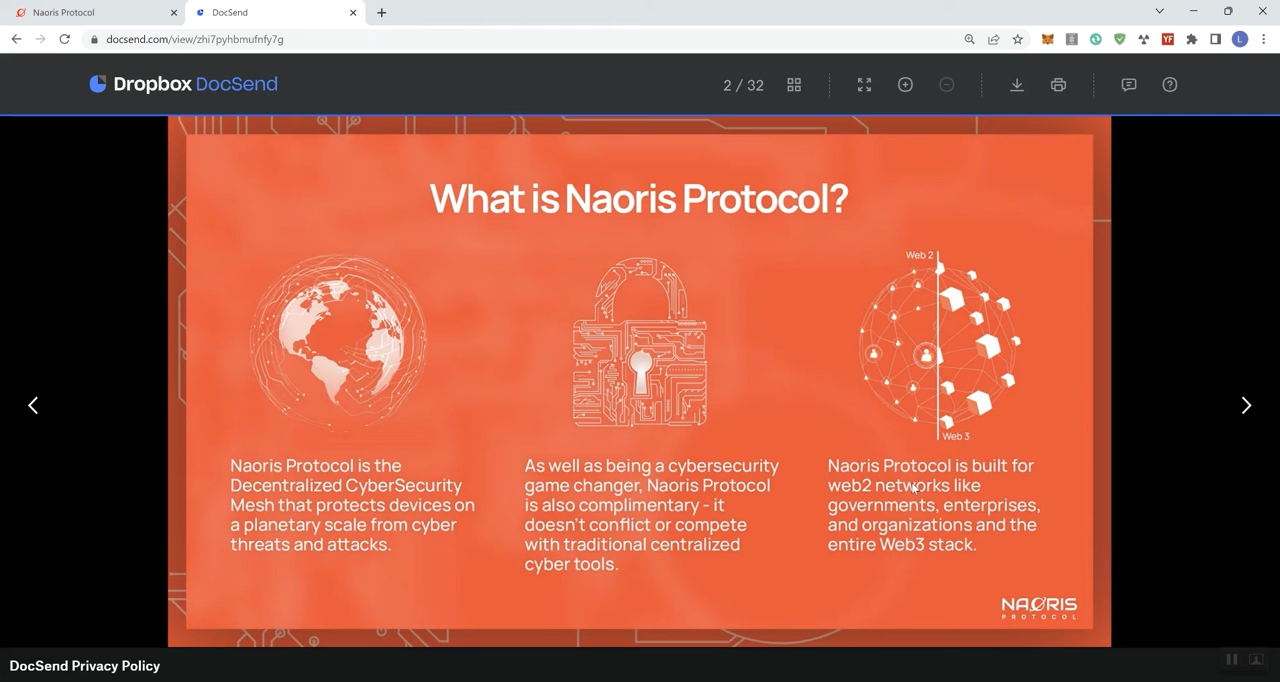 Naoris Protocol
DocSend
docsend.com/view/zhi7pyhbmufnfy7g
YF
L
Dropbox DocSend
2 / 32
What is Naoris Protocol?
Web 2
Web 3
Naoris Protocol is the
Decentralized CyberSecurity
Mesh that protects devices on
a planetary scale from cyber
threats and attacks.
As well as being a cybersecurity
game changer, Naoris Protocol
is also complimentary - it
doesn't conflict or compete
with traditional centralized
cyber tools.
Naoris Protocol is built for
web2 networks like
governments, enterprises,
and organizations and the
entire Web3 stack.
NAORIS
PROTOCOL
DocSend Privacy Policy